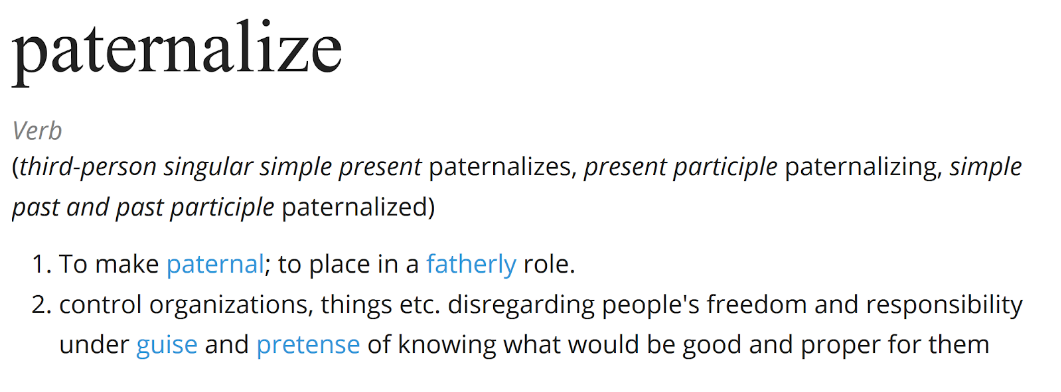 paternalize
Verb
(third-person singular simple present paternalizes, present participle paternalizing, simple
past and past participle paternalized)
1. To make paternal; to place in a fatherly role.
2. control organizations, things etc. disregarding people's freedom and responsibility
under guise and pretense of knowing what would be good and proper for them